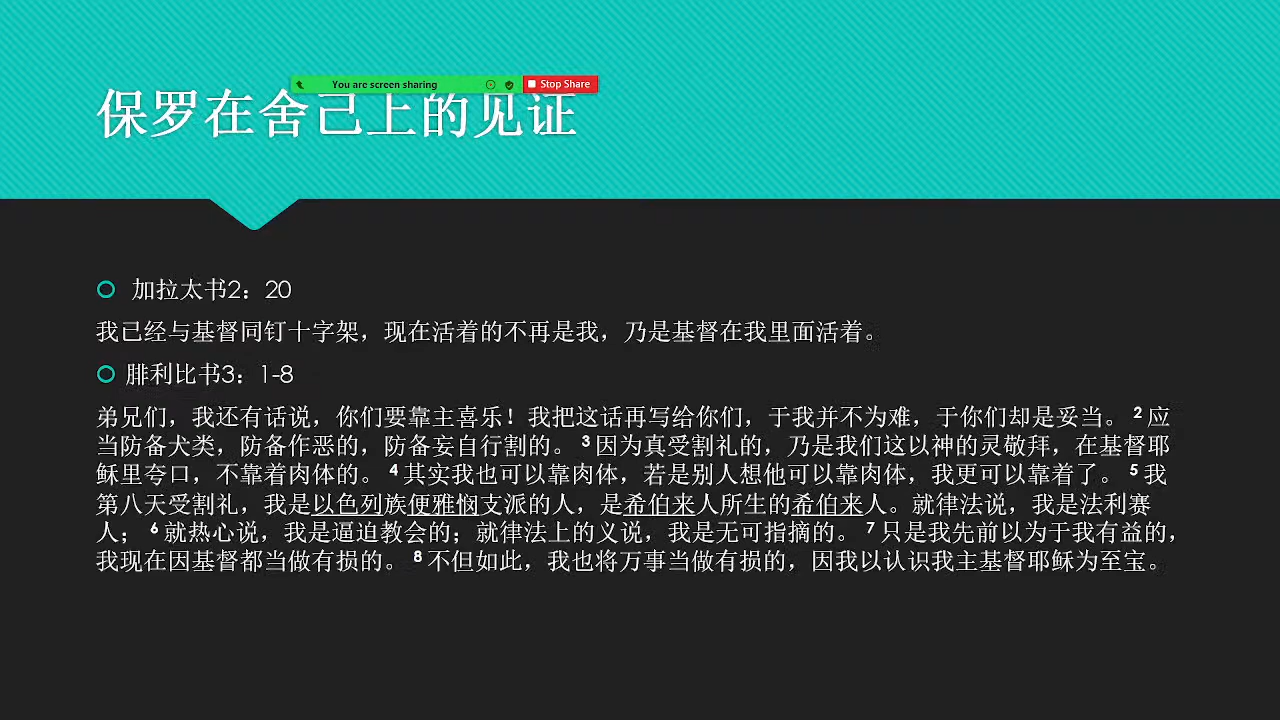 You are screen sharing
Stop Share
保罗在舍己上的见证
加拉太书2：20
我已经与基督同钉十字架，现在活着的不再是我，乃是基督在我里面活着。
腓利比书3：1-8
弟兄们，我还有话说，你们要靠主喜乐！我把这话再写给你们，于我并不为难，于你们却是妥当。 2 应
当防备犬类，防备作恶的，防备妄自行割的。 3 因为真受割礼的，乃是我们这以神的灵敬拜，在基督耶
稣里夸口，不靠着肉体的。 4 其实我也可以靠肉体，若是别人想他可以靠肉体，我更可以靠着了。 5 我
第八天受割礼，我是以色列族便雅悯支派的人，是希伯来人所生的希伯来人。就律法说，我是法利赛
人； 6 就热心说，我是逼迫教会的；就律法上的义说，我是无可指摘的。 7 只是我先前以为于我有益的，
我现在因基督都当做有损的。 8 不但如此，我也将万事当做有损的，因我以认识我主基督耶稣为至宝。